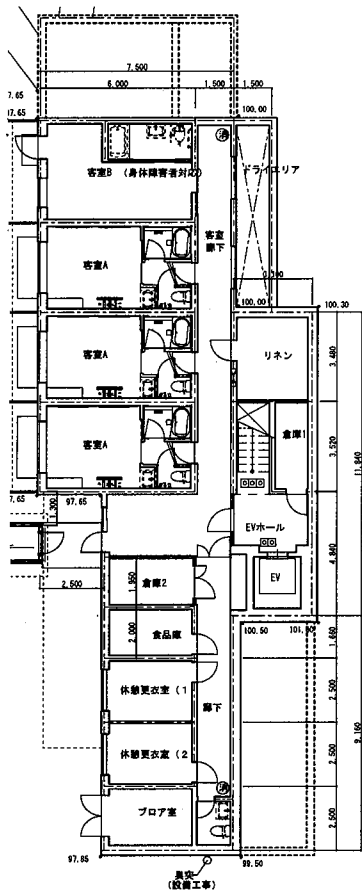 7.500
6.000
1.500
1.500
7.65
97.65
100.00
消
客室B (身体障害者対応)
ドライエリア
客室
廊下
客室A
100.00
100.30
リネン
3.480
客室A
客室A
倉庫1
3.520
11.840
7.65
97.65
1.300
EVホール
EV
4.840
2.500
倉庫2
1.850
食品庫
2.000
100.50
1.660
休憩更衣室 (1
廊下
2.500
9.160
休憩更衣室 (2
2.500
消
ブロア室
2.500
97.85
99.50
臭突
(設備工事)